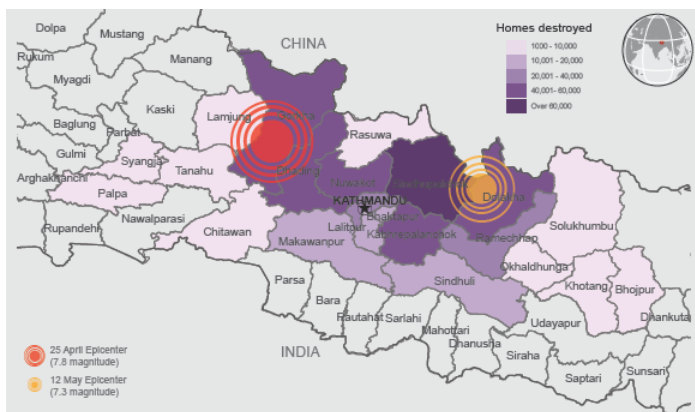 Homes destroyed
1000 - 10,000
10,001 - 20,000
20,001 - 40,000
40,001 - 60,000
Over 60,000
CHINA
Dolpa
Mustang
Manang
Rukum
Myagdi
Kaski
Lamjung
Gorkha
Rasuwa
Baglung
Parbat
Gulmi
Syangja
Tanahu
Dhading
Nuwakot
Dolakha
Arghakhanchi
Palpa
KATHMANDU
Bhaktapur
Solukhumbu
Nawalparasi
Lalitpur
Rupandehi
Chitawan
Makawanpur
Kabhrepalanchok
Ramechhap
Okhaldhunga
Khotang
Bhojpur
Parsa
Sindhuli
Bara
Rautahat
Sarlahi
Mahottari
Dhanusha
Udayapur
Dhankuta
Siraha
Saptari
Sunsari
INDIA
25 April Epicenter
(7.8 magnitude)
12 May Epicenter
(7.3 magnitude)